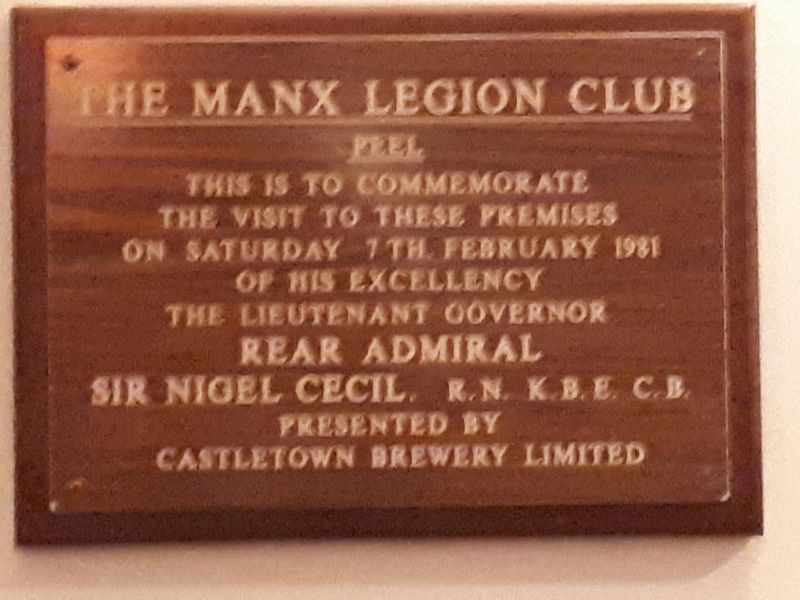 THE MANX LEGION CLUB
PEEL
THIS IS TO COMMEMORATE
THE VISIT TO THESE PREMISES
ON SATURDAY 7TH. FEBRUARY 1981
OF HIS EXCELLENCY
THE LIEUTENANT GOVERNOR
REAR ADMIRAL
SIR NIGEL CECIL. R.N. K.B.E. C.B.
PRESENTED BY
CASTLETOWN BREWERY LIMITED